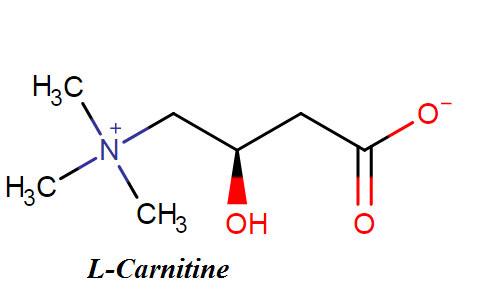 H₃C
N⁺
O⁻
H₃C
CH₃
OH
O
L-Carnitine